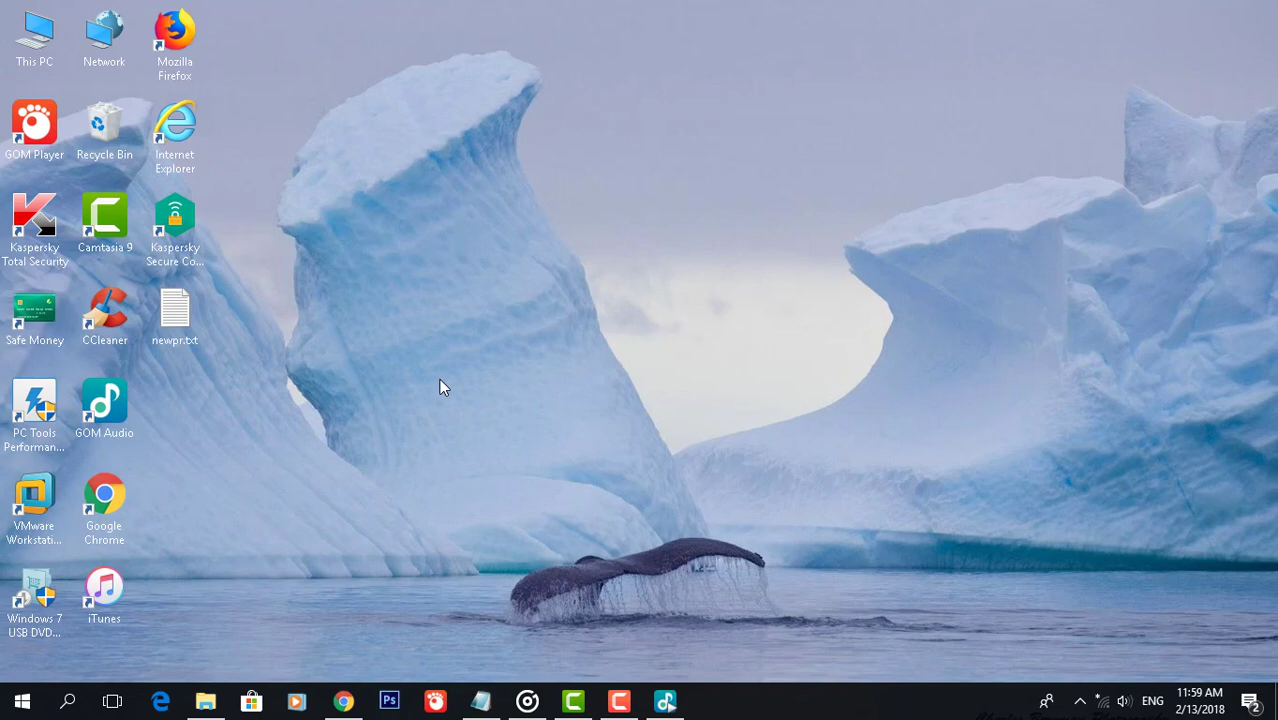 This PC
Network
Mozilla
Firefox
GOM Player
Recycle Bin
Internet
Explorer
Kaspersky
Total Security
Camtasia 9
Kaspersky
Secure Co...
Safe Money
CCleaner
newpr.txt
PC Tools
Performan...
GOM Audio
VMware
Workstati...
Google
Chrome
Windows 7
USB DVD...
iTunes
Ps
ENG
11:59 AM
2/13/2018
2